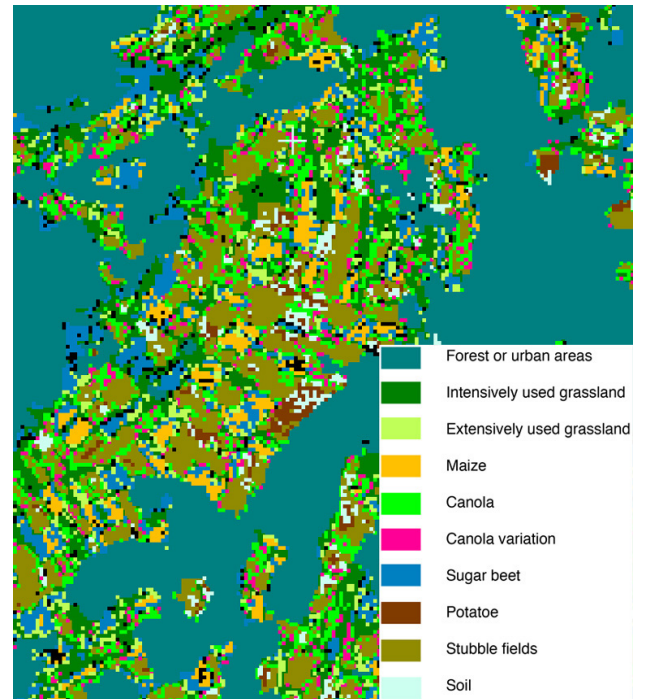 Forest or urban areas
Intensively used grassland
Extensively used grassland
Maize
Canola
Canola variation
Sugar beet
Potatoe
Stubble fields
Soil